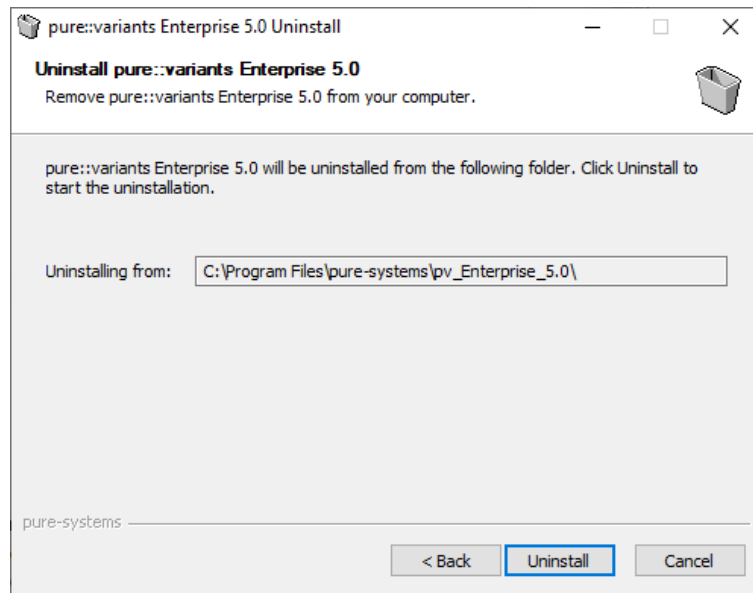 pure::variants Enterprise 5.0 Uninstall
Uninstall pure::variants Enterprise 5.0
Remove pure::variants Enterprise 5.0 from your computer.
pure::variants Enterprise 5.0 will be uninstalled from the following folder. Click Uninstall to
start the uninstallation.
Uninstalling from: C:\Program Files\pure-systems\pv_Enterprise_5.0\
pure-systems
< Back Uninstall Cancel